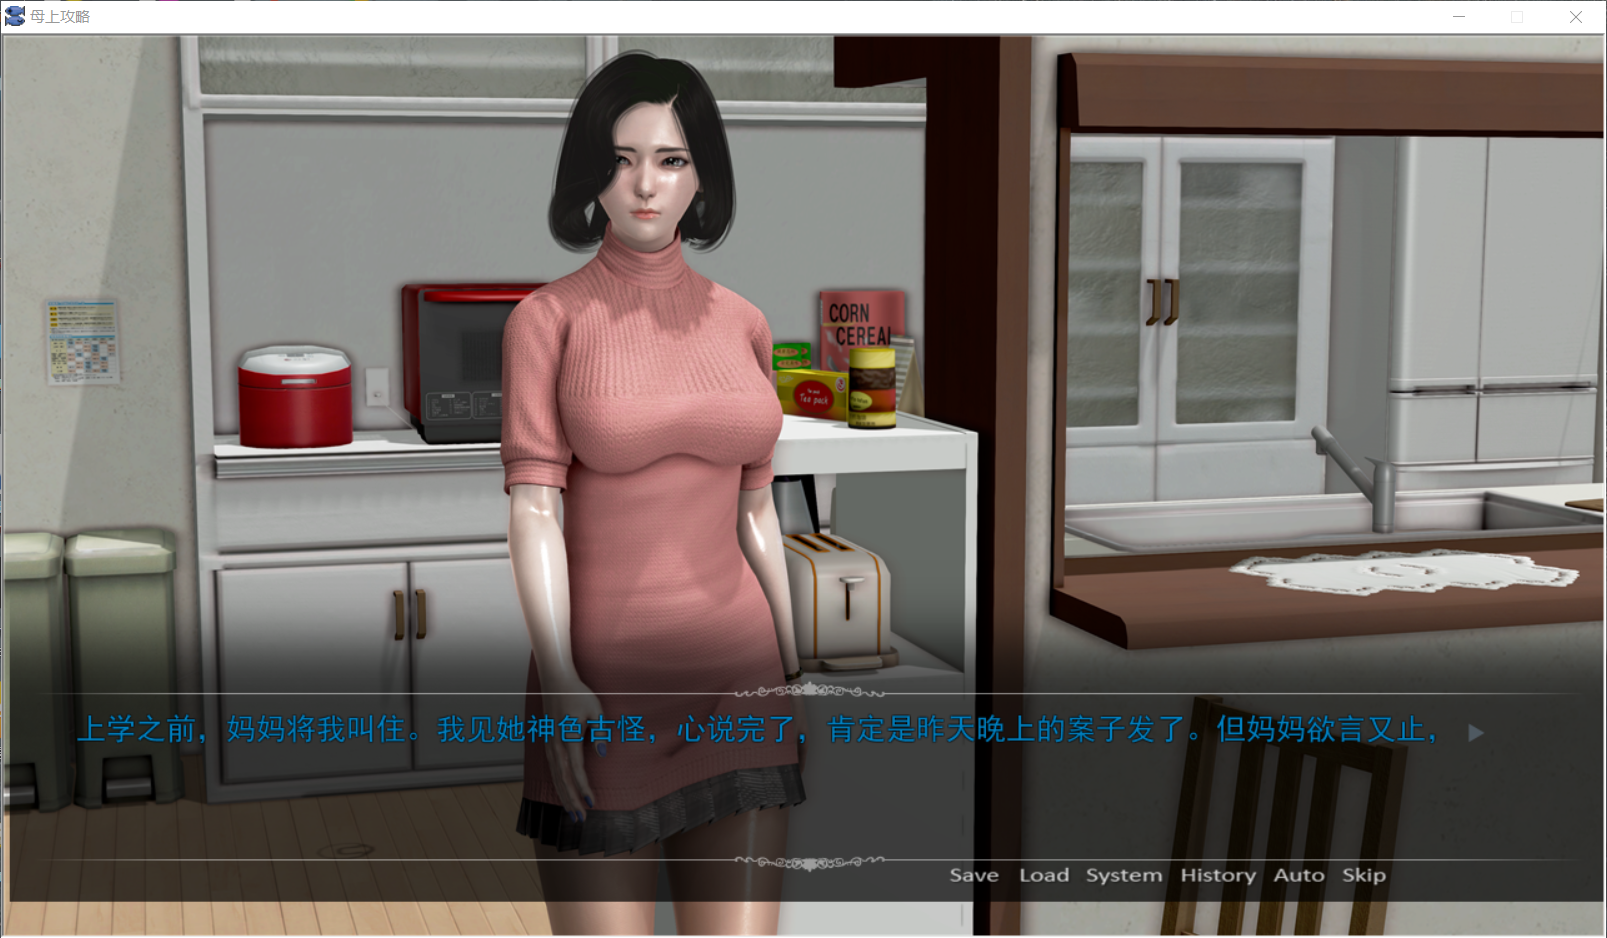 母上攻略
CORN
CEREAL
Tea pack
上学之前，妈妈将我叫住。我见她神色古怪，心说完了，肯定是昨天晚上的案子发了。但妈妈欲言又止，
Save Load System History Auto Skip